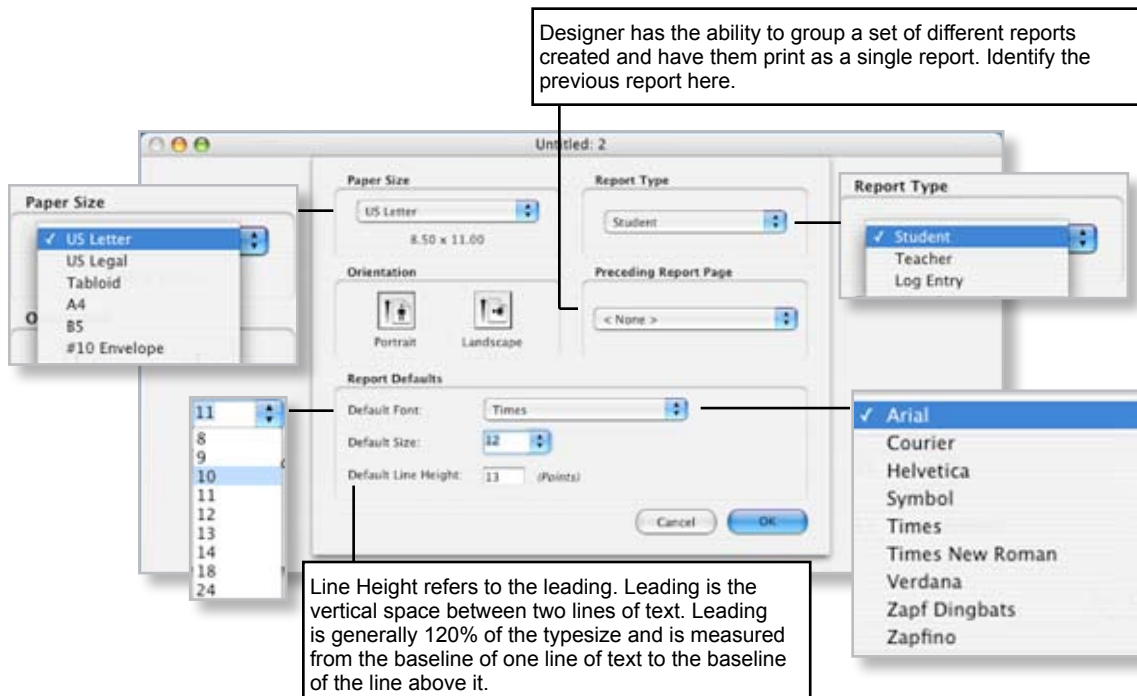 Designer has the ability to group a set of different reports
created and have them print as a single report. Identify the
previous report here.
Untitled: 2
Paper Size
US Letter
8.50 x 11.00
Report Type
Student
Orientation
Portrait
Landscape
Preceding Report Page
< None >
Report Defaults
Default Font:
Times
Default Size:
12
Default Line Height:
13
(Points)
Cancel
OK
Paper Size
✓ US Letter
US Legal
Tabloid
A4
B5
#10 Envelope
O
Report Type
✓ Student
Teacher
Log Entry
11
8
9
10
11
12
13
14
18
24
✓ Arial
Courier
Helvetica
Symbol
Times
Times New Roman
Verdana
Zapf Dingbats
Zapfino
Line Height refers to the leading. Leading is the
vertical space between two lines of text. Leading
is generally 120% of the typesize and is measured
from the baseline of one line of text to the baseline
of the line above it.